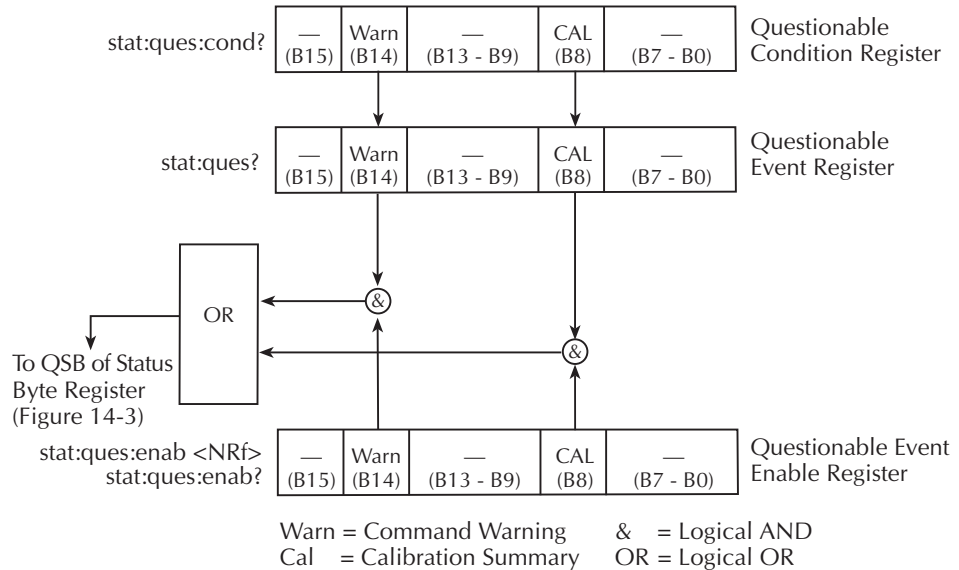 stat:ques:cond?
—
(B15)
Warn
(B14)
—
(B13 - B9)
CAL
(B8)
—
(B7 - B0)
Questionable
Condition Register
stat:ques?
—
(B15)
Warn
(B14)
—
(B13 - B9)
CAL
(B8)
—
(B7 - B0)
Questionable
Event Register
&
OR
&
To QSB of Status
Byte Register
(Figure 14-3)
stat:ques:enab <NRf>
stat:ques:enab?
—
(B15)
Warn
(B14)
—
(B13 - B9)
CAL
(B8)
—
(B7 - B0)
Questionable Event
Enable Register
Warn = Command Warning
& = Logical AND
Cal = Calibration Summary
OR = Logical OR